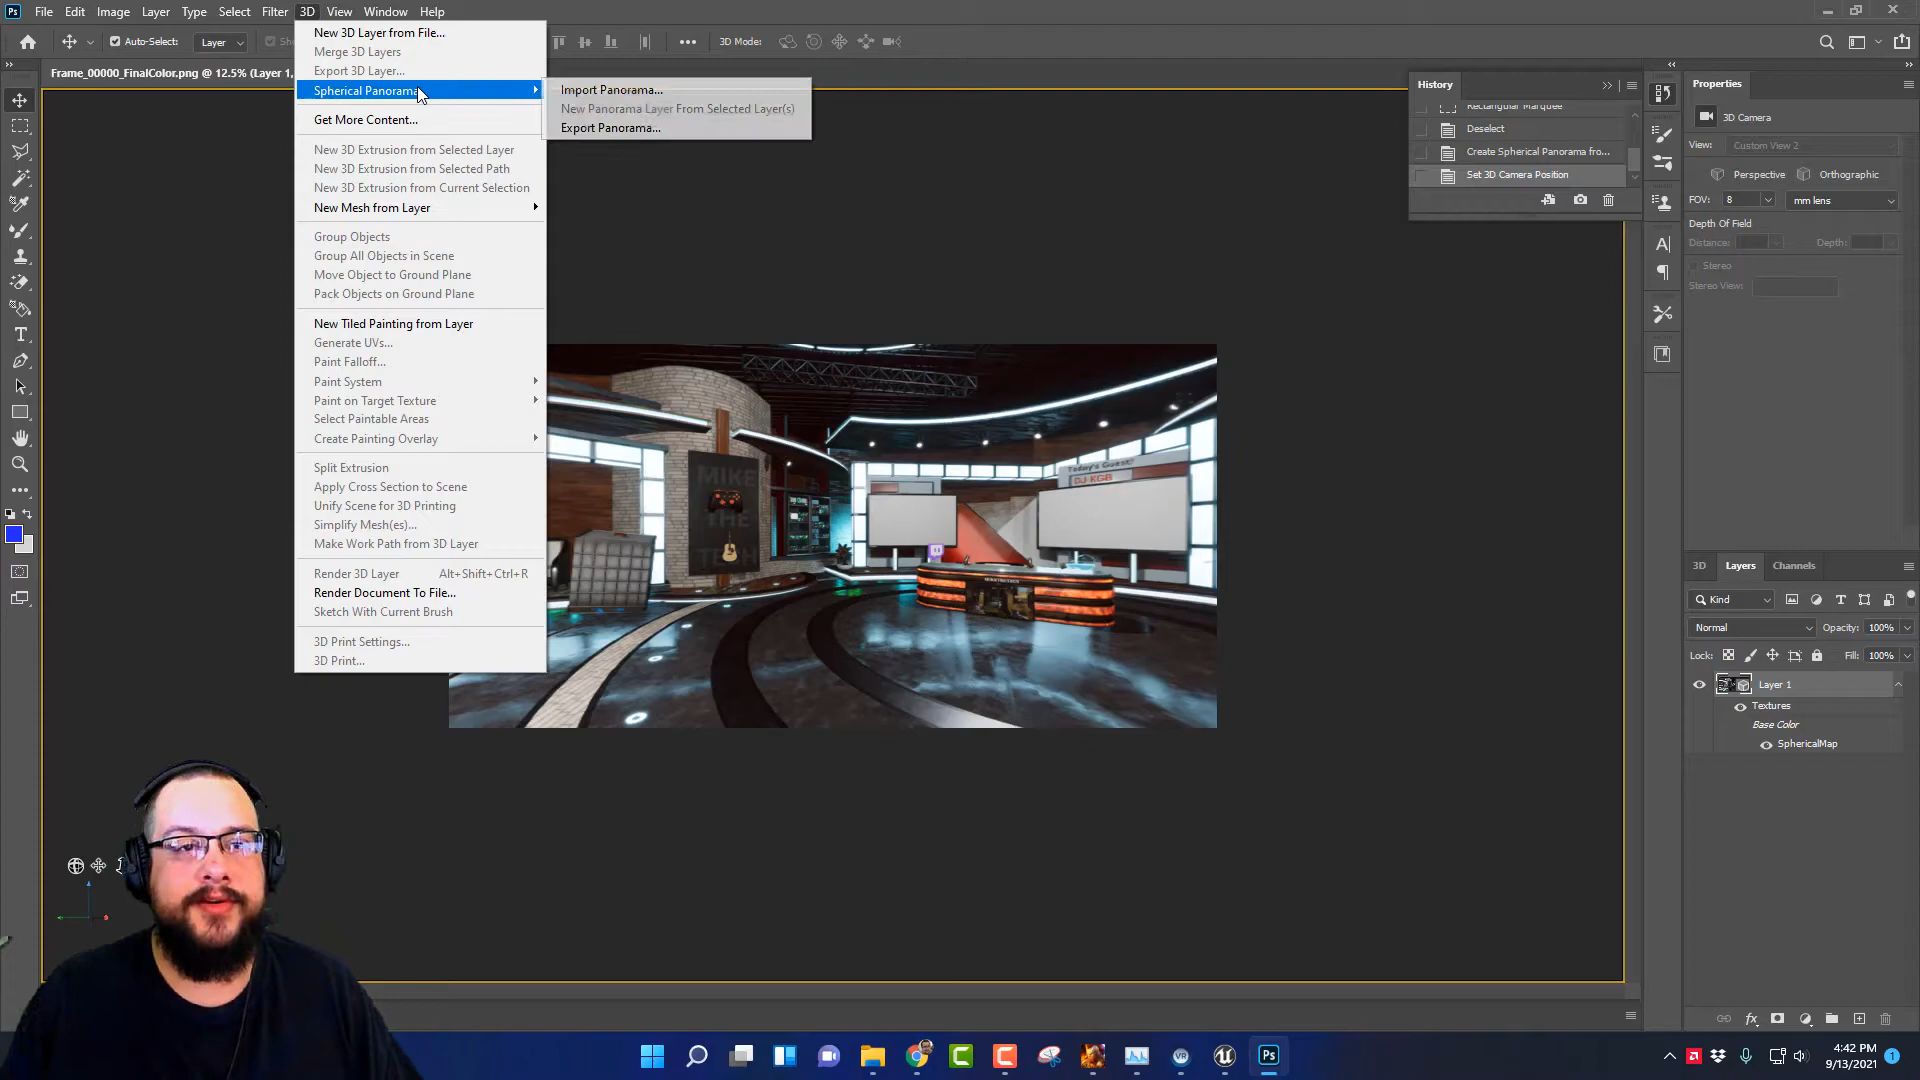 Ps File Edit Image Layer Type Select Filter 3D View Window Help
Auto-Select: Layer
3D Mode:
Frame_00000_FinalColor.png @ 12.5% (Layer 1,
New 3D Layer from File...
Merge 3D Layers
Export 3D Layer...
Spherical Panorama
Get More Content...
New 3D Extrusion from Selected Layer
New 3D Extrusion from Selected Path
New 3D Extrusion from Current Selection
New Mesh from Layer
Group Objects
Group All Objects in Scene
Move Object to Ground Plane
Pack Objects on Ground Plane
New Tiled Painting from Layer
Generate UVs...
Paint Falloff...
Paint System
Paint on Target Texture
Select Paintable Areas
Create Painting Overlay
Split Extrusion
Apply Cross Section to Scene
Unify Scene for 3D Printing
Simplify Mesh(es)...
Make Work Path from 3D Layer
Render 3D Layer Alt+Shift+Ctrl+R
Render Document To File...
Sketch With Current Brush
3D Print Settings...
3D Print...
Import Panorama...
New Panorama Layer From Selected Layer(s)
Export Panorama...
MIKE
THE
TECH
Today's Guest:
DJ KGB
History
Rectangular Marquee
Deselect
Create Spherical Panorama fro...
Set 3D Camera Position
Properties
3D Camera
View: Custom View 2
Perspective Orthographic
FOV: 8 mm lens
Depth Of Field
Distance: Depth:
Stereo
Stereo View:
3D Layers Channels
Kind
Normal Opacity: 100%
Lock: Fill: 100%
Layer 1
Textures
Base Color
SphericalMap
4:42 PM
9/13/2021